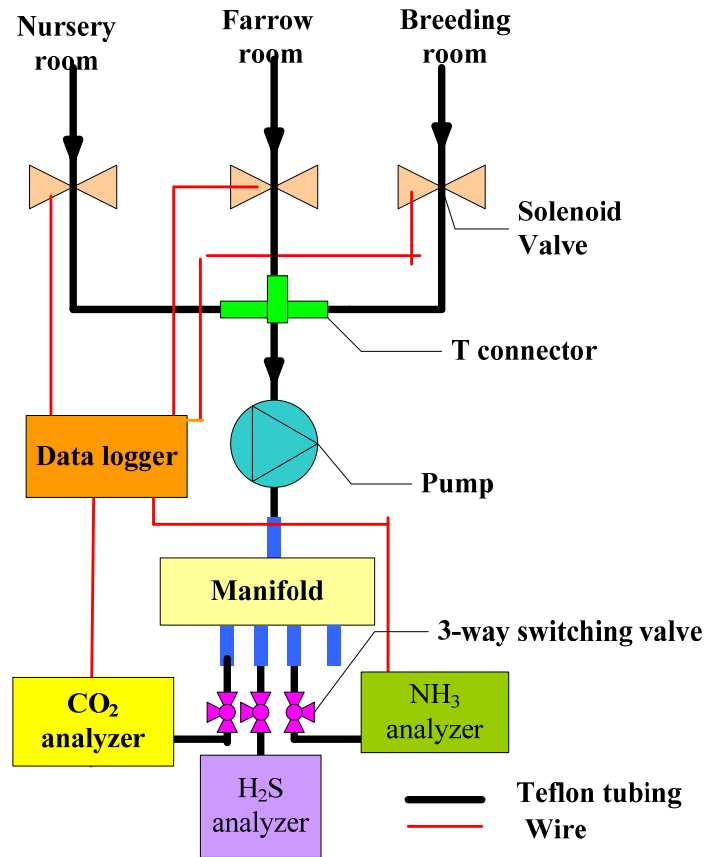 Nursery
room
Farrow
room
Breeding
room
Solenoid
Valve
T connector
Data logger
Pump
Manifold
3-way switching valve
CO₂
analyzer
NH₃
analyzer
H₂S
analyzer
Teflon tubing
Wire